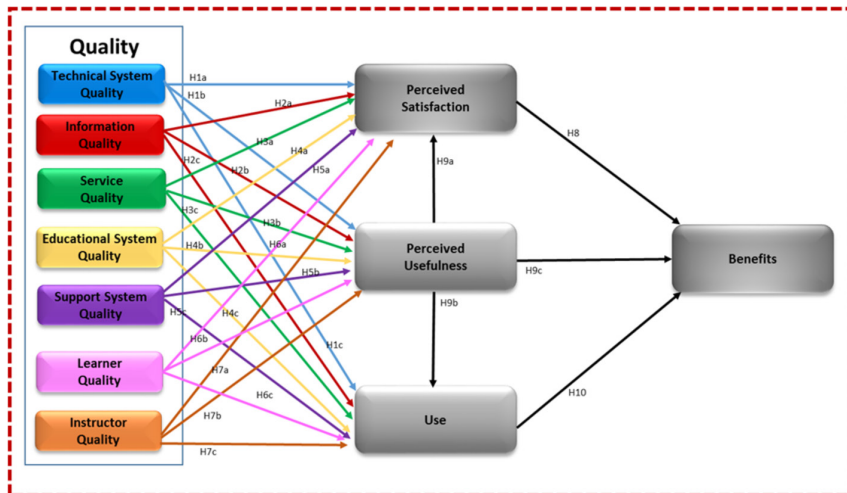 Quality
Technical System
Quality
Information
Quality
Service
Quality
Educational System
Quality
Support System
Quality
Learner
Quality
Instructor
Quality
H1a
H1b
H2a
H3a
H4a
H2c
H2b
H5a
H3c
H3b
H4b
H6a
H5b
H5c
H4c
H6b
H1c
H7a
H6c
H7b
H7c
Perceived
Satisfaction
H9a
Perceived
Usefulness
H9b
Use
H8
H9c
H10
Benefits